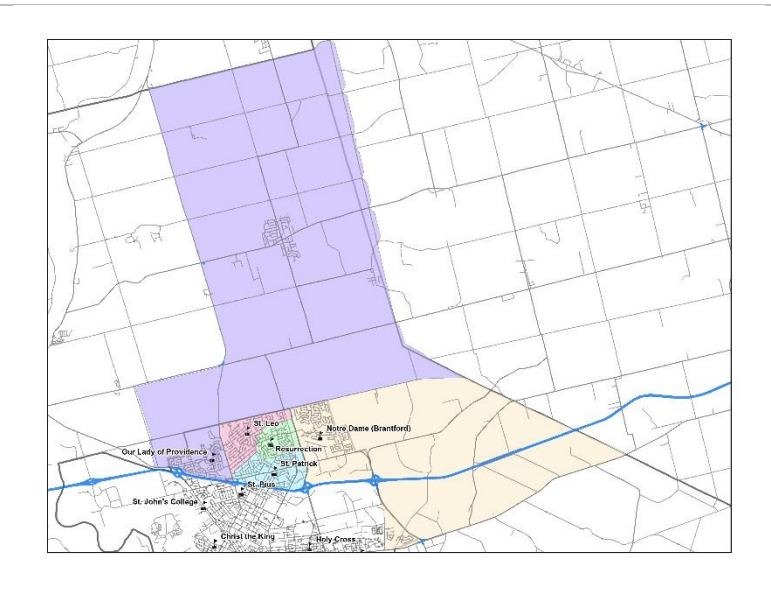 St. Leo
Notre Dame (Brantford)
Resurrection
Our Lady of Providence
St. Patrick
St. Pius
St. John's College
Christ the King
Holy Cross